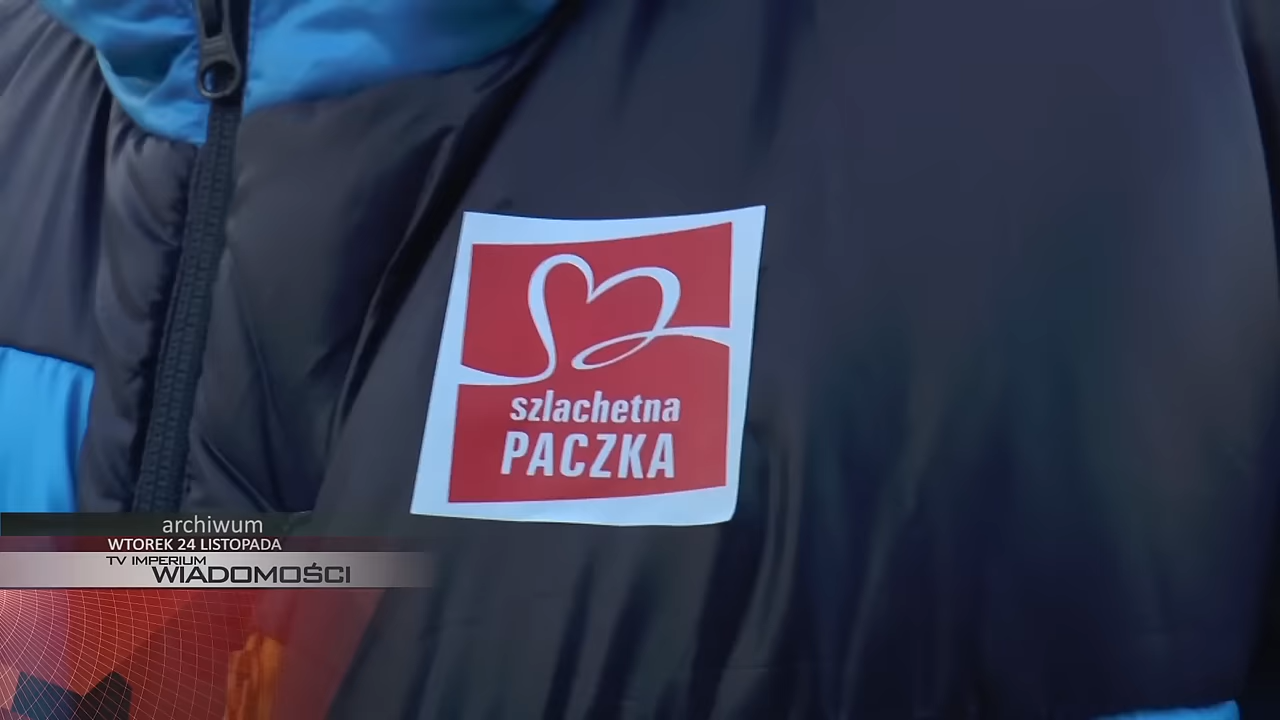 szlachetna
PACZKA
archiwum
WTOREK 24 LISTOPADA
TV IMPERIUM
WIADOMOŚCI